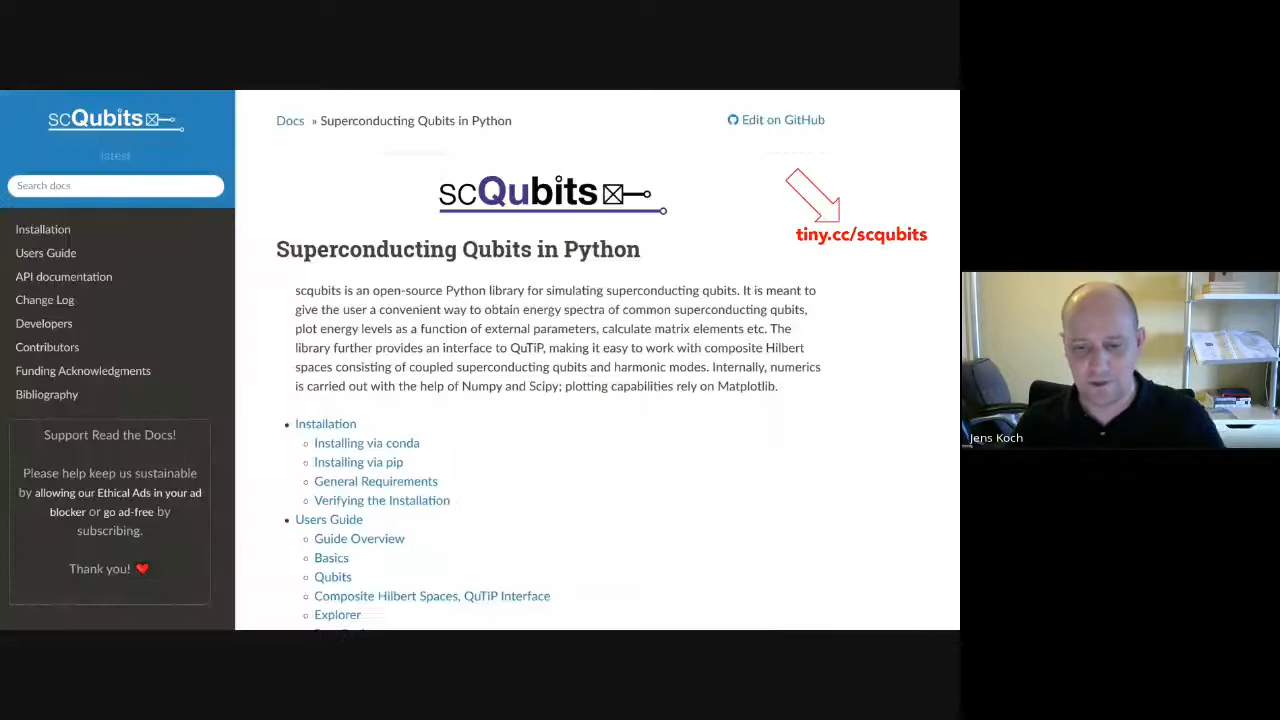 scQubits
latest
Search docs
Installation
Users Guide
API documentation
Change Log
Developers
Contributors
Funding Acknowledgments
Bibliography
Support Read the Docs!
Please help keep us sustainable
by allowing our Ethical Ads in your ad
blocker or go ad-free by
subscribing.
Thank you!
Docs » Superconducting Qubits in Python
Edit on GitHub
scQubits
tiny.cc/scqubits
Superconducting Qubits in Python
scqubits is an open-source Python library for simulating superconducting qubits. It is meant to
give the user a convenient way to obtain energy spectra of common superconducting qubits,
plot energy levels as a function of external parameters, calculate matrix elements etc. The
library further provides an interface to QuTiP, making it easy to work with composite Hilbert
spaces consisting of coupled superconducting qubits and harmonic modes. Internally, numerics
is carried out with the help of Numpy and Scipy; plotting capabilities rely on Matplotlib.
Installation
Installing via conda
Installing via pip
General Requirements
Verifying the Installation
Users Guide
Guide Overview
Basics
Qubits
Composite Hilbert Spaces, QuTiP Interface
Explorer
Jens Koch